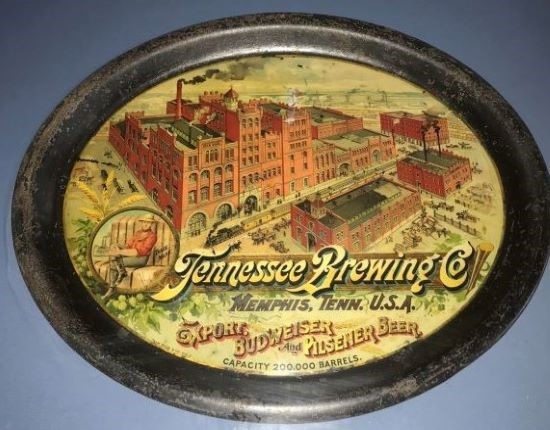 Tennessee Brewing Co
MEMPHIS, TENN. U.S.A.
EXPORT, BUDWEISER And PILSENER BEER.
CAPACITY 200.000 BARRELS.